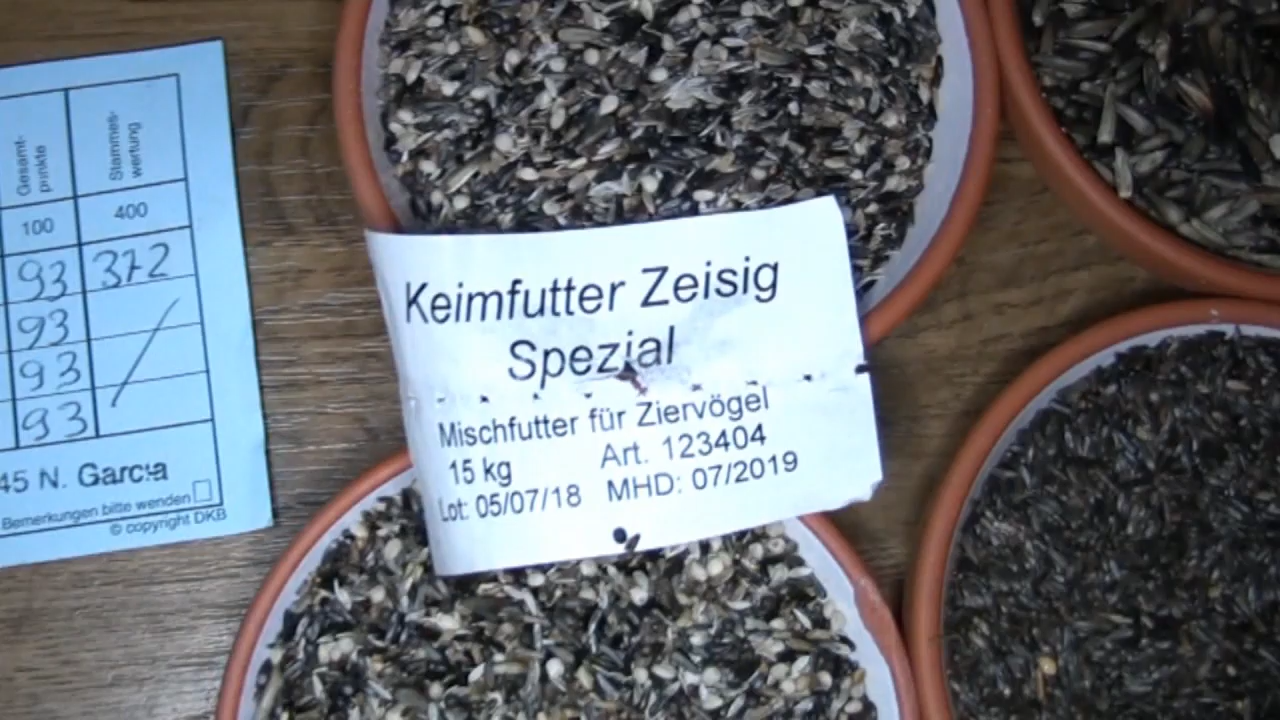 Gesamt-
punkte
Stammes-
wertung
100 400
93 372
93
93
93
45 N. Garcia
Bemerkungen bitte wenden
© copyright DKB
Keimfutter Zeisig
Spezial
Mischfutter für Ziervögel
15 kg Art. 123404
Lot: 05/07/18 MHD: 07/2019